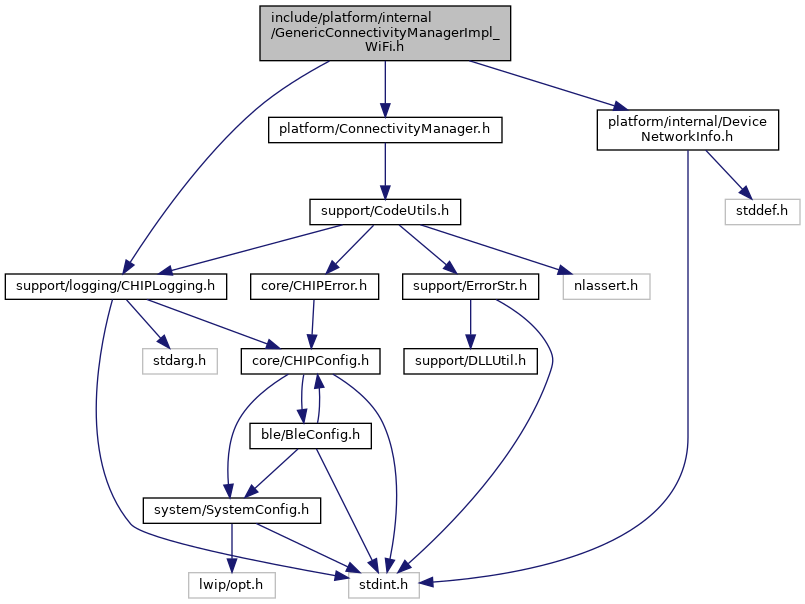 include/platform/internal
/GenericConnectivityManagerImpl_
WiFi.h
platform/ConnectivityManager.h
platform/internal/Device
NetworkInfo.h
support/CodeUtils.h
stddef.h
support/logging/CHIPLogging.h
core/CHIPError.h
support/ErrorStr.h
nlassert.h
stdarg.h
core/CHIPConfig.h
support/DLLUtil.h
ble/BleConfig.h
system/SystemConfig.h
lwip/opt.h
stdint.h